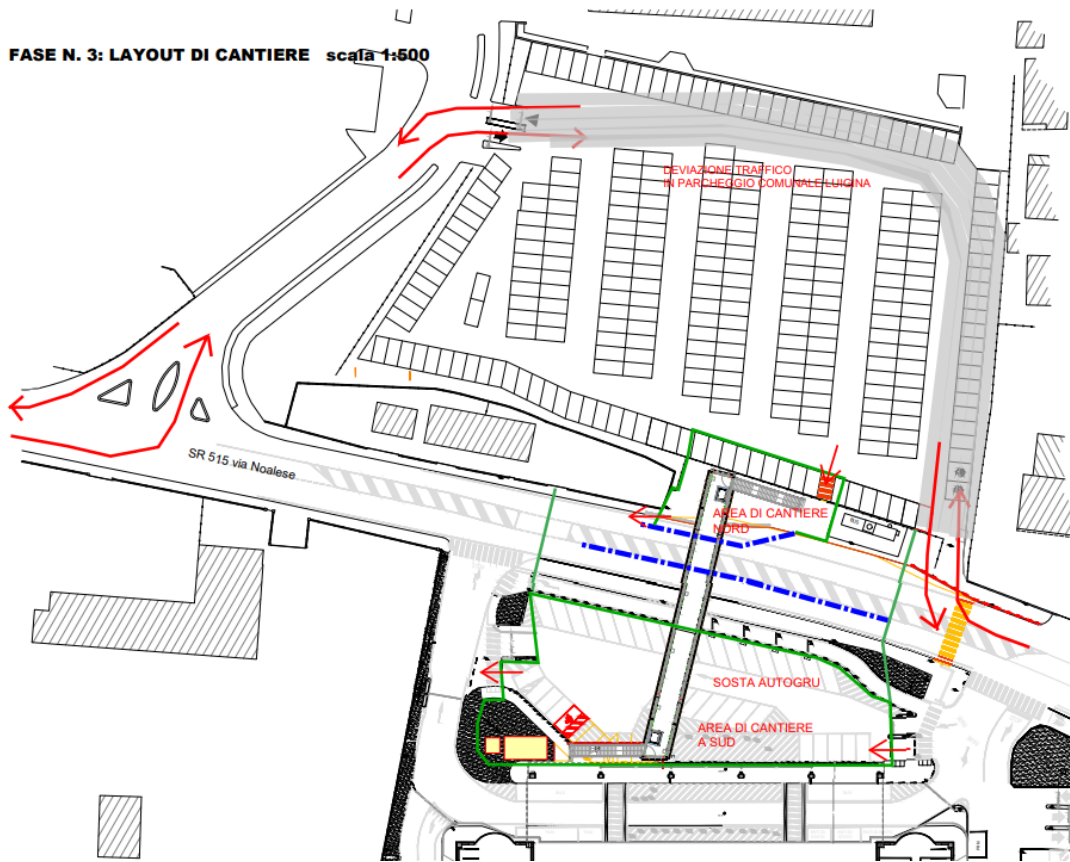 FASE N. 3: LAYOUT DI CANTIERE scala 1:500
DEVIAZIONE TRAFFICO
IN PARCHEGGIO COMUNALE LUIGINA
SR 515 via Noalese
AREA DI CANTIERE
NORD
BUS
SOSTA AUTOGRU
AREA DI CANTIERE
A SUD